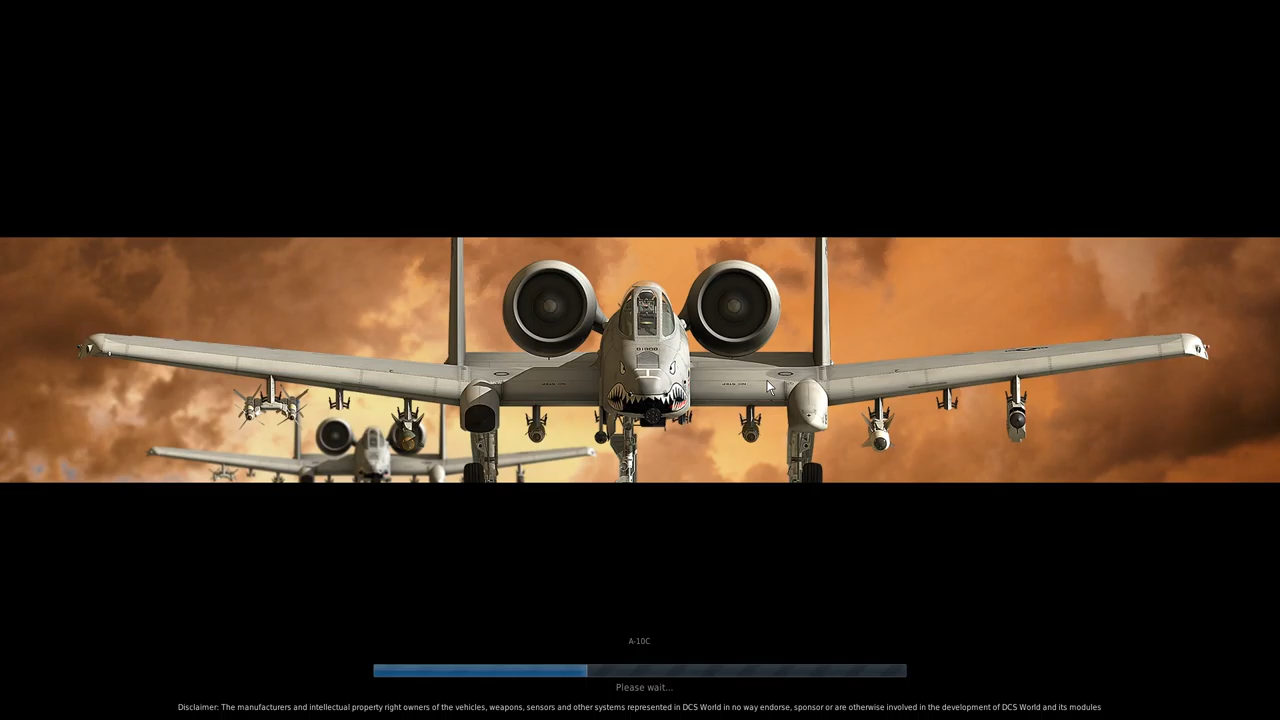 A-10C
Please wait...
Disclaimer: The manufacturers and intellectual property right owners of the vehicles, weapons, sensors and other systems represented in DCS World in no way endorse, sponsor or are otherwise involved in the development of DCS World and its modules